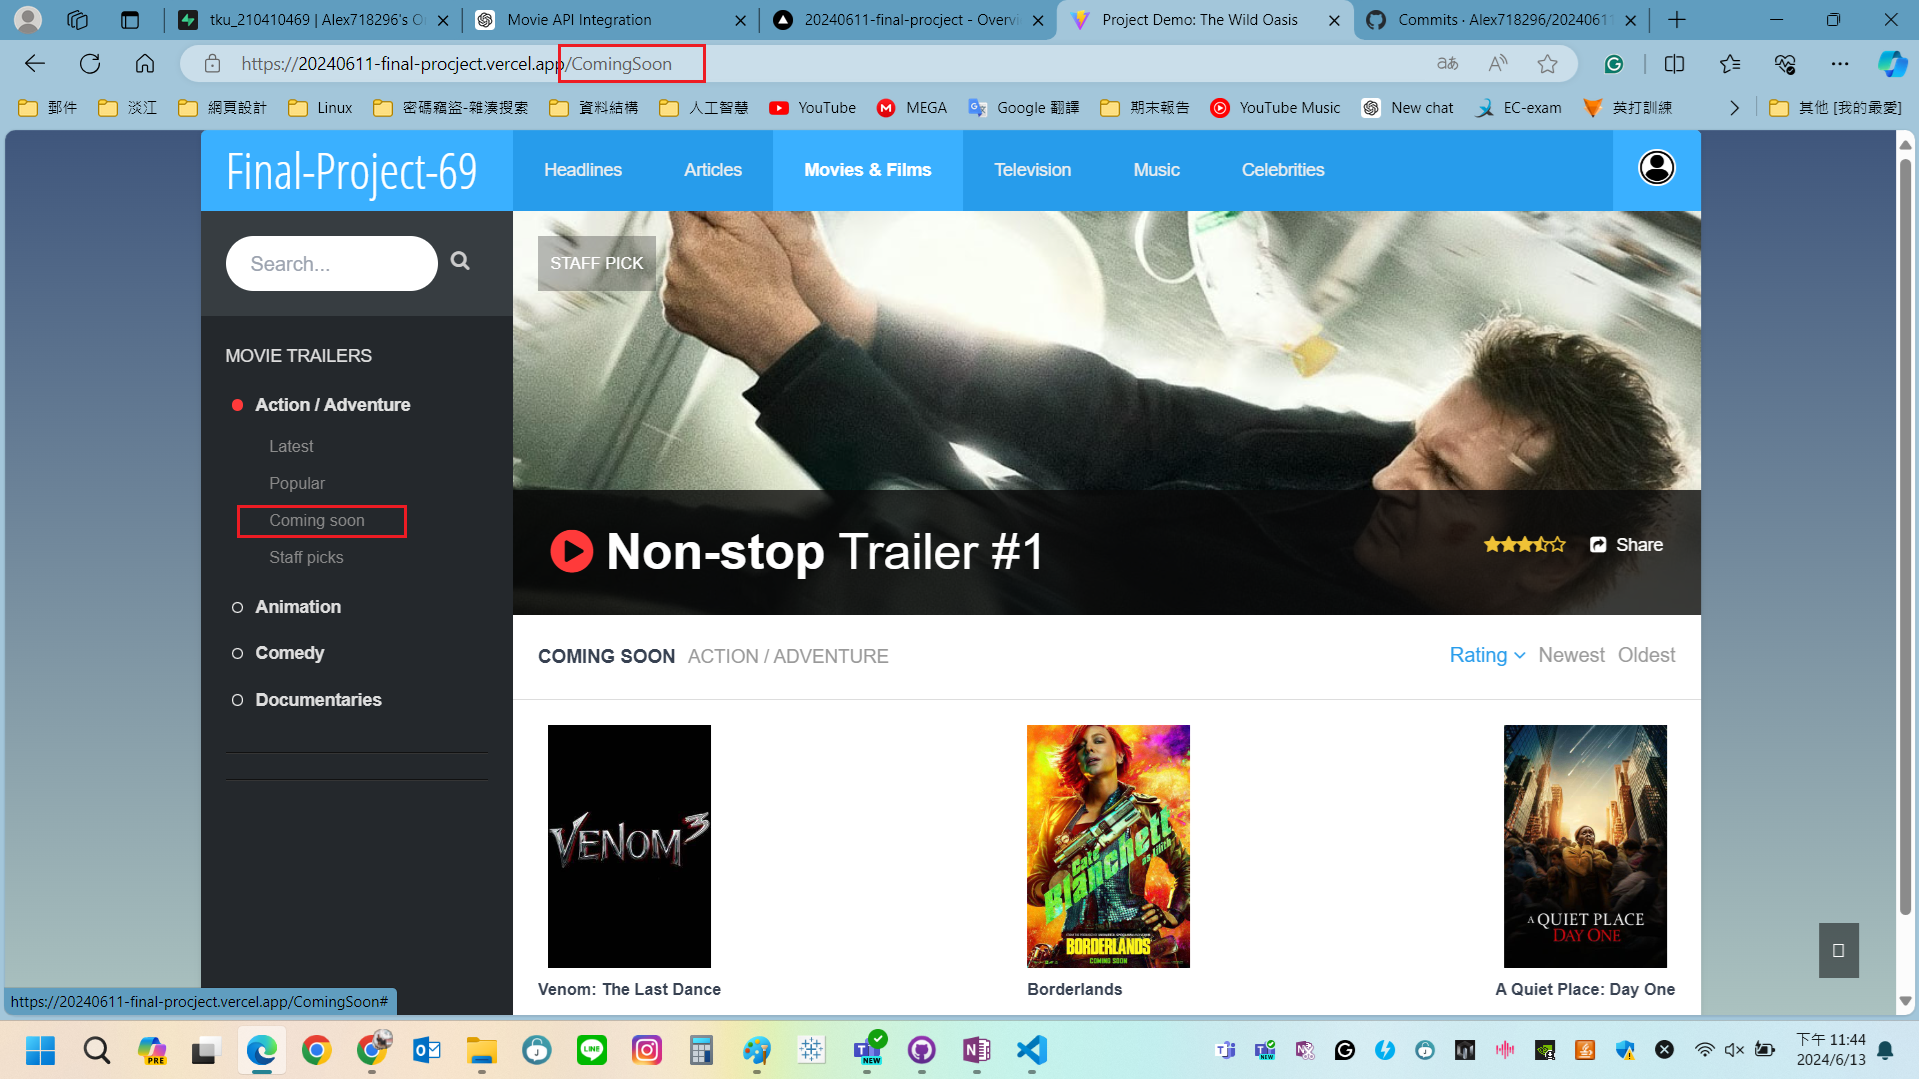 tku_210410469 | Alex718296's O
Movie API Integration
20240611-final-procject - Overvi
Project Demo: The Wild Oasis
Commits · Alex718296/2024061
https://20240611-final-procject.vercel.app/ComingSoon
郵件
淡江
網頁設計
Linux
密碼竊盜-雜湊搜索
資料結構
人工智慧
YouTube
MEGA
Google 翻譯
期末報告
YouTube Music
New chat
EC-exam
英打訓練
其他 [我的最愛]
Final-Project-69
Headlines
Articles
Movies & Films
Television
Music
Celebrities
Search...
STAFF PICK
MOVIE TRAILERS
Action / Adventure
Latest
Popular
Coming soon
Staff picks
Animation
Comedy
Documentaries
Non-stop Trailer #1
Share
COMING SOON ACTION / ADVENTURE
Rating Newest Oldest
VENOM 3
Cate Blanchett as lilith
BORDERLANDS
COMING SOON
A QUIET PLACE
DAY ONE
Venom: The Last Dance
Borderlands
A Quiet Place: Day One
https://20240611-final-procject.vercel.app/ComingSoon#
PRE
LINE
NEW
NEW
下午 11:44
2024/6/13